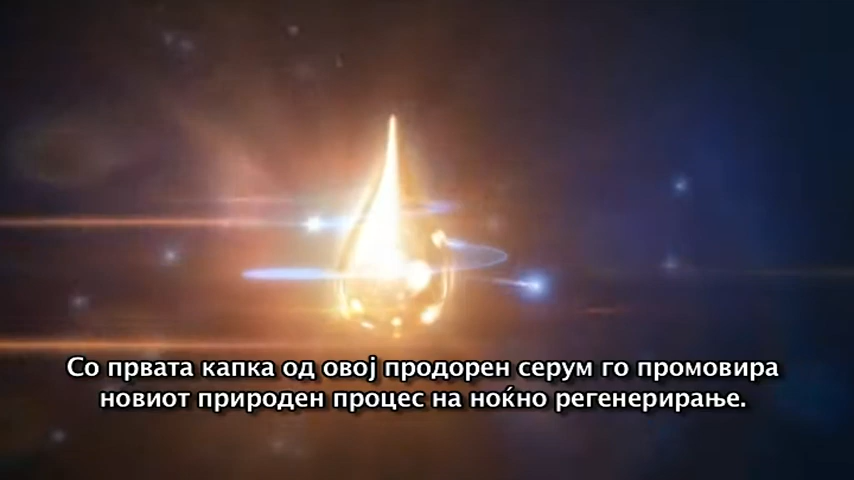 Со првата капка од овој продорен серум го промовира
новиот природен процес на ноќно регенерирање.